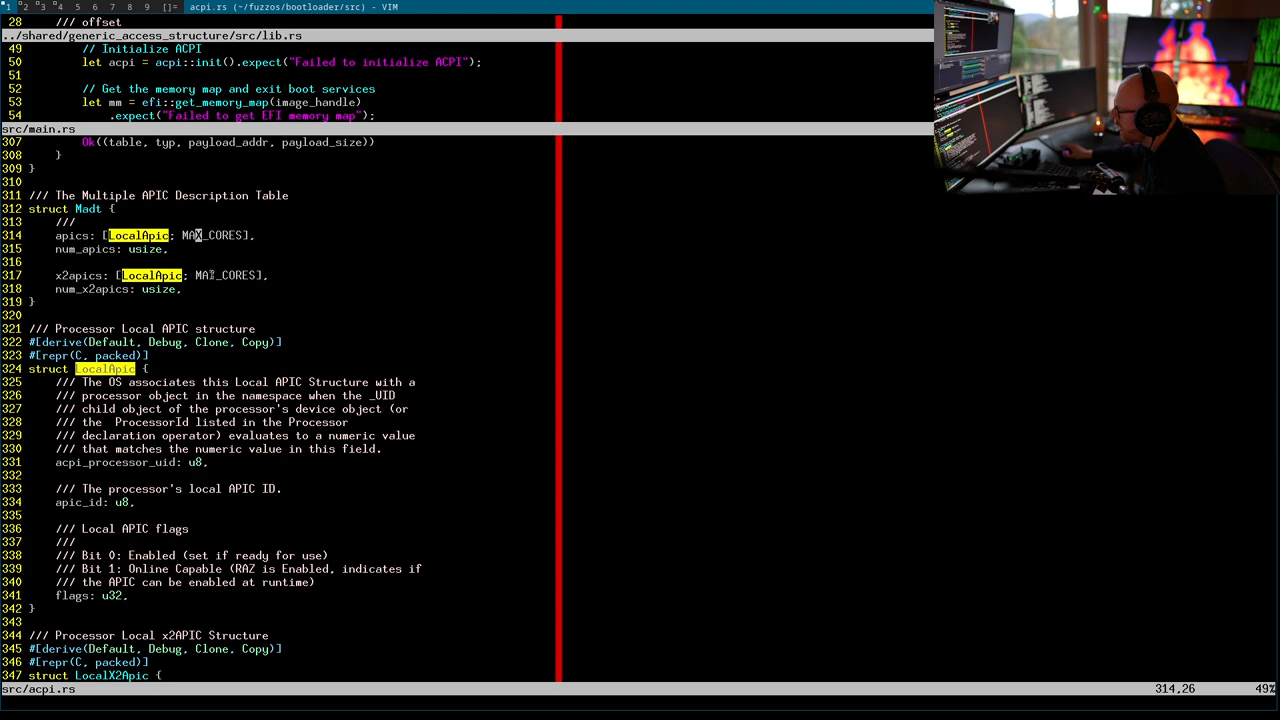 1 2 3 4 5 6 7 8 9 []= acpi.rs (~/fuzzos/bootloader/src) - VIM
28 /// offset
../shared/generic_access_structure/src/lib.rs
49 // Initialize ACPI
50 let acpi = acpi::init().expect("Failed to initialize ACPI");
51
52 // Get the memory map and exit boot services
53 let mm = efi::get_memory_map(image_handle)
54 .expect("Failed to get EFI memory map");
src/main.rs
307 Ok((table, typ, payload_addr, payload_size))
308 }
309 }
310
311 /// The Multiple APIC Description Table
312 struct Madt {
313 ///
314 apics: [LocalApic; MAX_CORES],
315 num_apics: usize,
316
317 x2apics: [LocalApic; MAX_CORES],
318 num_x2apics: usize,
319 }
320
321 /// Processor Local APIC structure
322 #[derive(Default, Debug, Clone, Copy)]
323 #[repr(C, packed)]
324 struct LocalApic {
325 /// The OS associates this Local APIC Structure with a
326 /// processor object in the namespace when the _UID
327 /// child object of the processor's device object (or
328 /// the  ProcessorId listed in the Processor
329 /// declaration operator) evaluates to a numeric value
330 /// that matches the numeric value in this field.
331 acpi_processor_uid: u8,
332
333 /// The processor's local APIC ID.
334 apic_id: u8,
335
336 /// Local APIC flags
337 ///
338 /// Bit 0: Enabled (set if ready for use)
339 /// Bit 1: Online Capable (RAZ is Enabled, indicates if
340 /// the APIC can be enabled at runtime)
341 flags: u32,
342 }
343
344 /// Processor Local x2APIC Structure
345 #[derive(Default, Debug, Clone, Copy)]
346 #[repr(C, packed)]
347 struct LocalX2Apic {
src/acpi.rs 314,26 49%